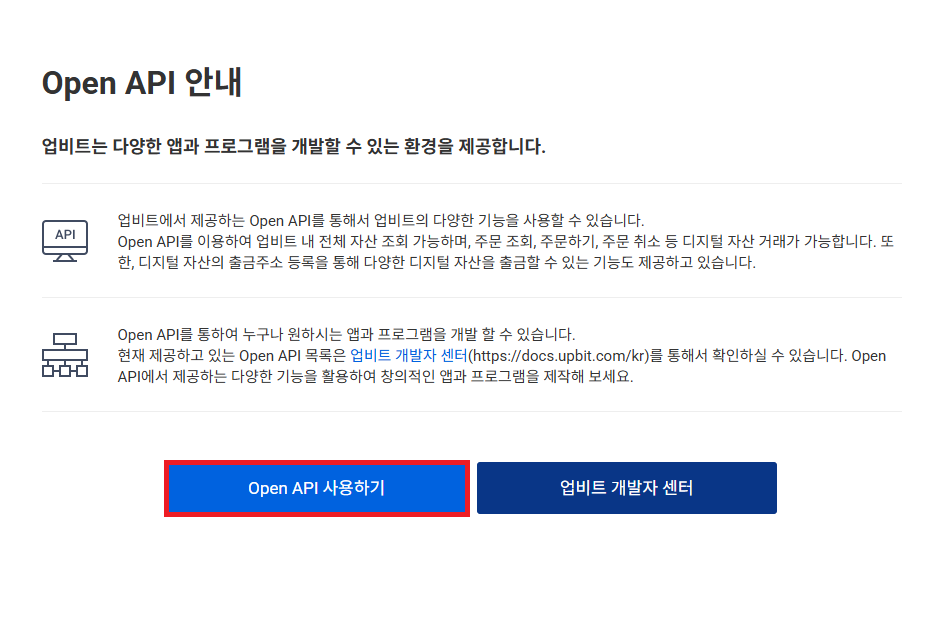 Open API 안내
업비트는 다양한 앱과 프로그램을 개발할 수 있는 환경을 제공합니다.
API
업비트에서 제공하는 Open API를 통해서 업비트의 다양한 기능을 사용할 수 있습니다.
Open API를 이용하여 업비트 내 전체 자산 조회 가능하며, 주문 조회, 주문하기, 주문 취소 등 디지털 자산 거래가 가능합니다. 또
한, 디지털 자산의 출금주소 등록을 통해 다양한 디지털 자산을 출금할 수 있는 기능도 제공하고 있습니다.
Open API를 통하여 누구나 원하시는 앱과 프로그램을 개발 할 수 있습니다.
현재 제공하고 있는 Open API 목록은 업비트 개발자 센터(https://docs.upbit.com/kr)를 통해서 확인하실 수 있습니다. Open
API에서 제공하는 다양한 기능을 활용하여 창의적인 앱과 프로그램을 제작해 보세요.
Open API 사용하기
업비트 개발자 센터